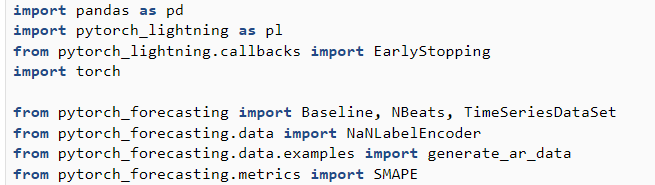 import pandas as pd
import pytorch_lightning as pl
from pytorch_lightning.callbacks import EarlyStopping
import torch
from pytorch_forecasting import Baseline, NBeats, TimeSeriesDataSet
from pytorch_forecasting.data import NaNLabelEncoder
from pytorch_forecasting.data.examples import generate_ar_data
from pytorch_forecasting.metrics import SMAPE